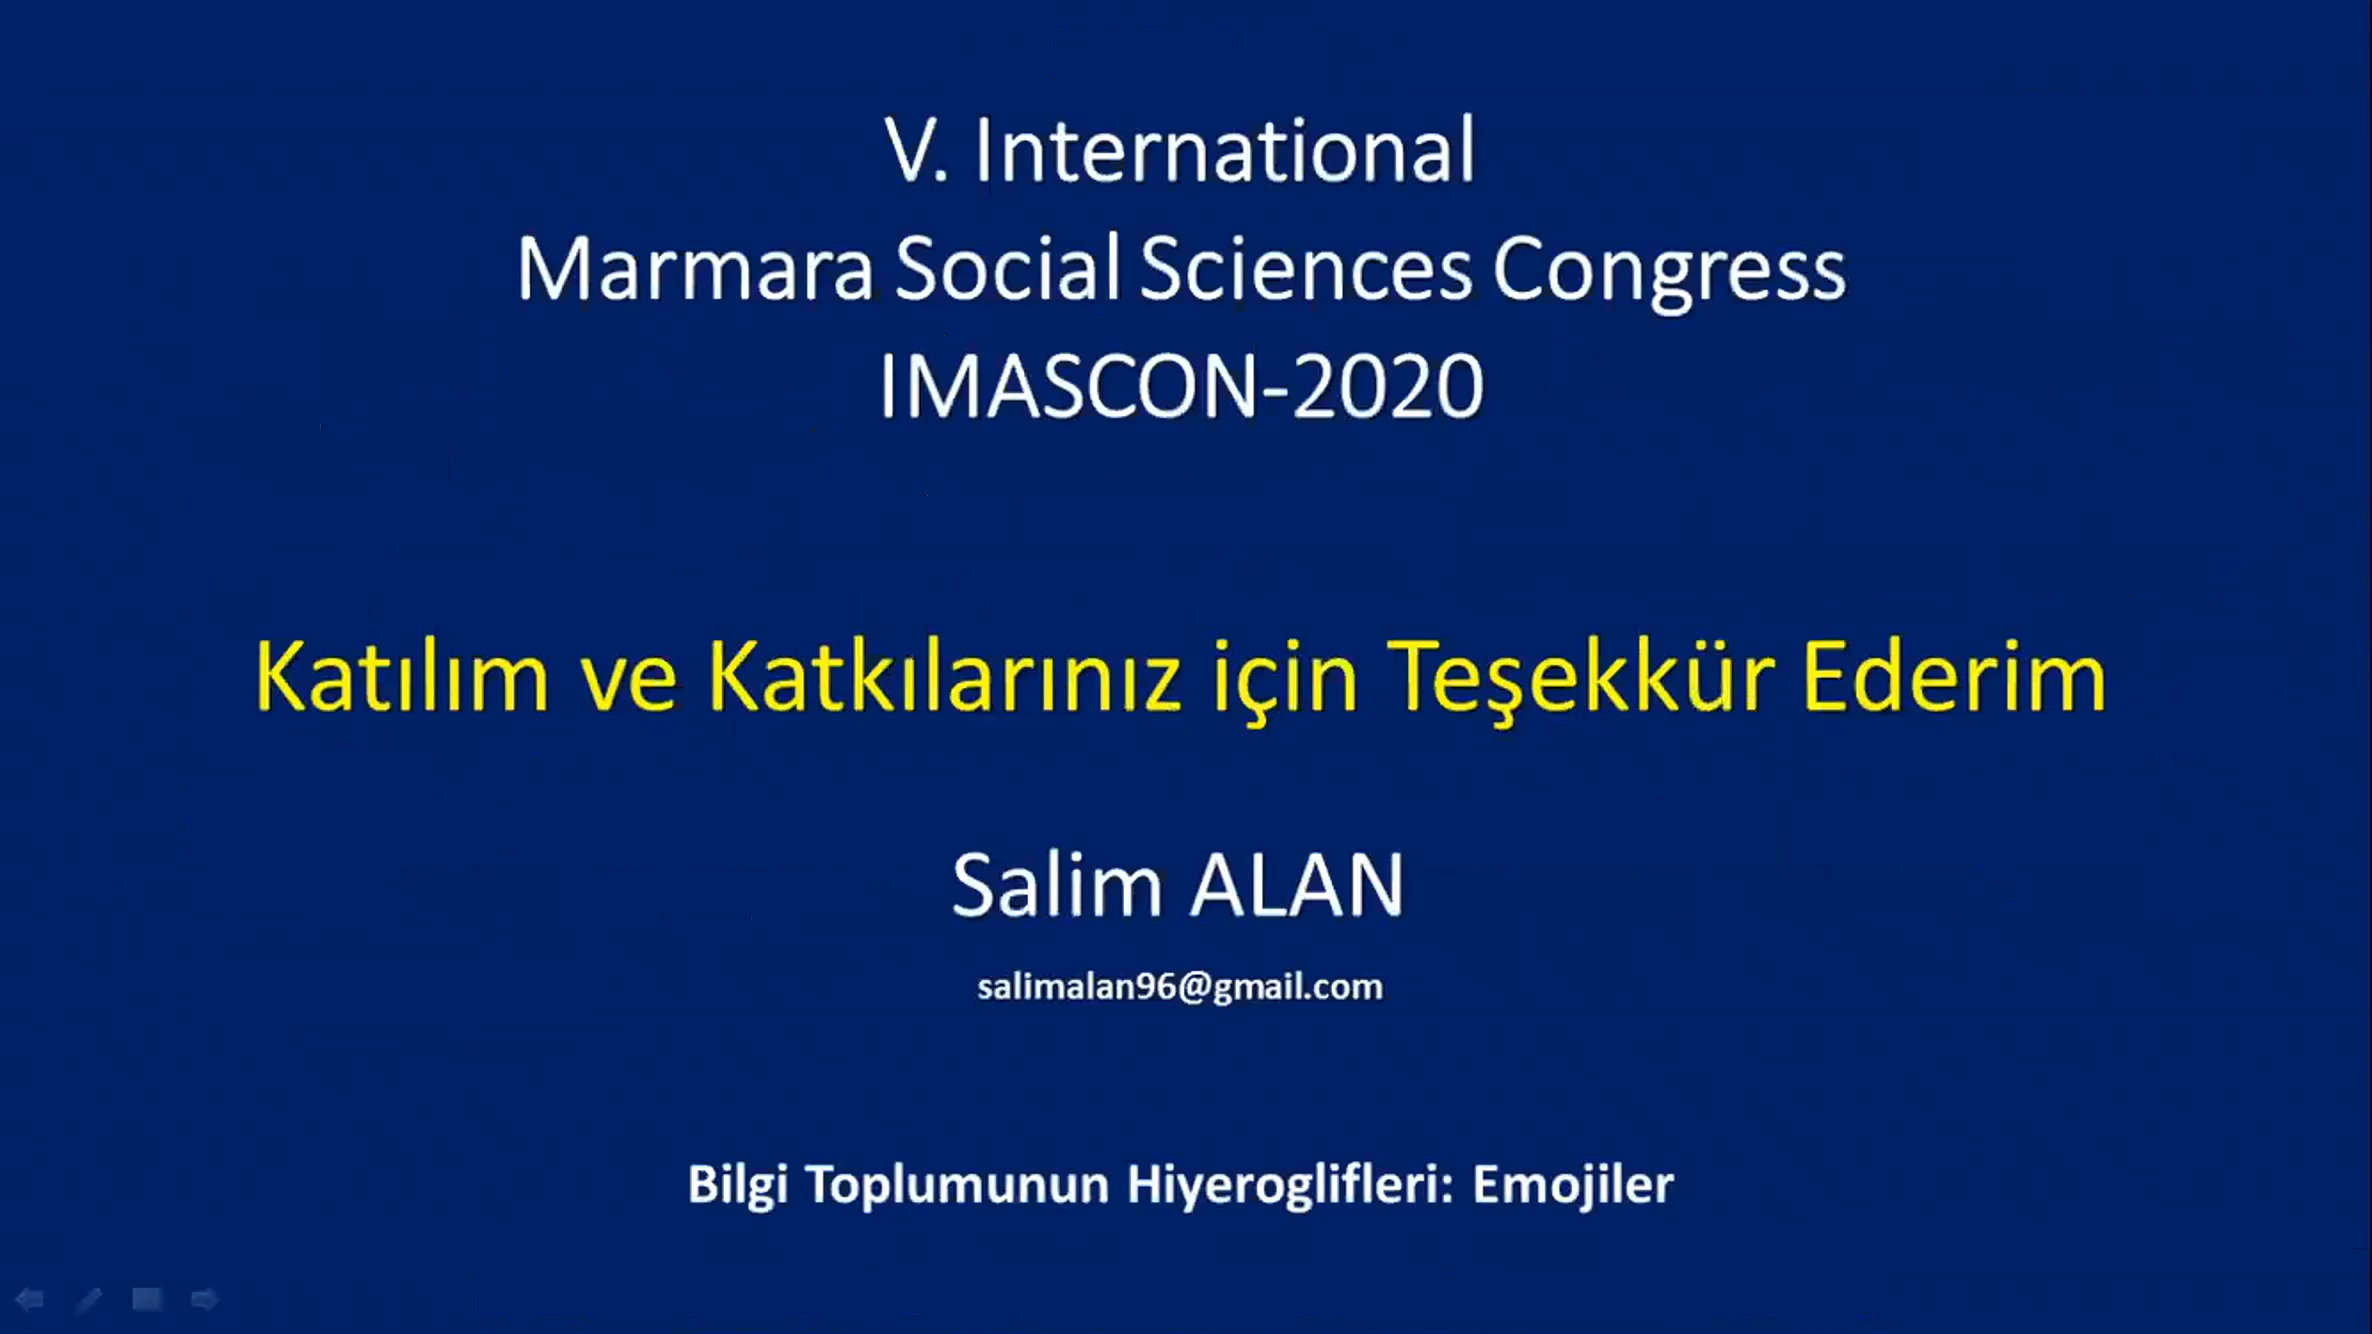 V. International
Marmara Social Sciences Congress
IMASCON-2020
Katılım ve Katkılarınız için Teşekkür Ederim
Salim ALAN
salimalan96@gmail.com
Bilgi Toplumunun Hiyeroglifleri: Emojiler